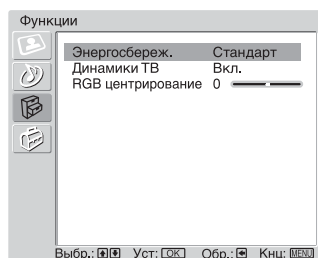 Функции
Энергосбереж. Стандарт
Динамики ТВ Вкл.
RGB центрирование 0
Выбр.: Уст: OK Обр.: Кнц: MENU